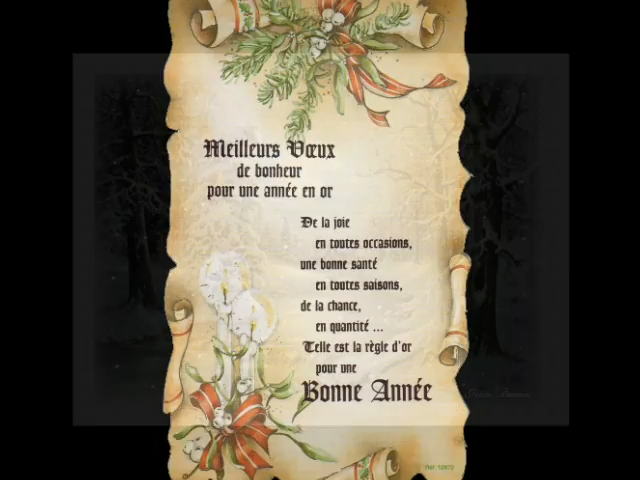 Meilleurs Vœux
de bonheur
pour une année en or
De la joie
en toutes occasions,
une bonne santé
en toutes saisons,
de la chance,
en quantité ...
Telle est la règle d'or
pour une
Bonne Année